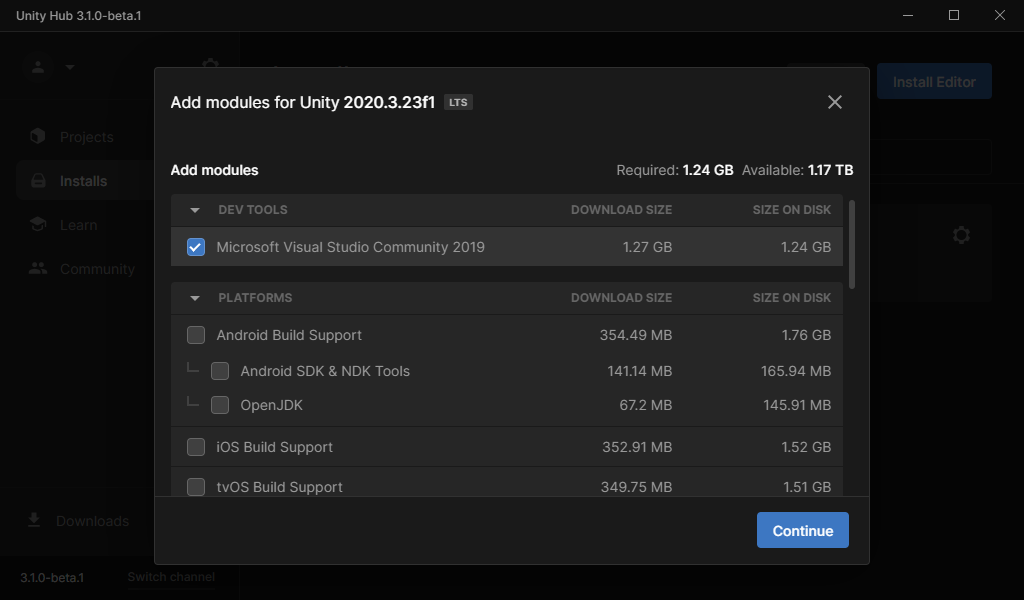 Unity Hub 3.1.0-beta.1
Install Editor
Add modules for Unity 2020.3.23f1 LTS
Projects
Installs
Learn
Community
Add modules Required: 1.24 GB Available: 1.17 TB
DEV TOOLS DOWNLOAD SIZE SIZE ON DISK
Microsoft Visual Studio Community 2019 1.27 GB 1.24 GB
PLATFORMS DOWNLOAD SIZE SIZE ON DISK
Android Build Support 354.49 MB 1.76 GB
Android SDK & NDK Tools 141.14 MB 165.94 MB
OpenJDK 67.2 MB 145.91 MB
iOS Build Support 352.91 MB 1.52 GB
tvOS Build Support 349.75 MB 1.51 GB
Downloads
Continue
3.1.0-beta.1 Switch channel